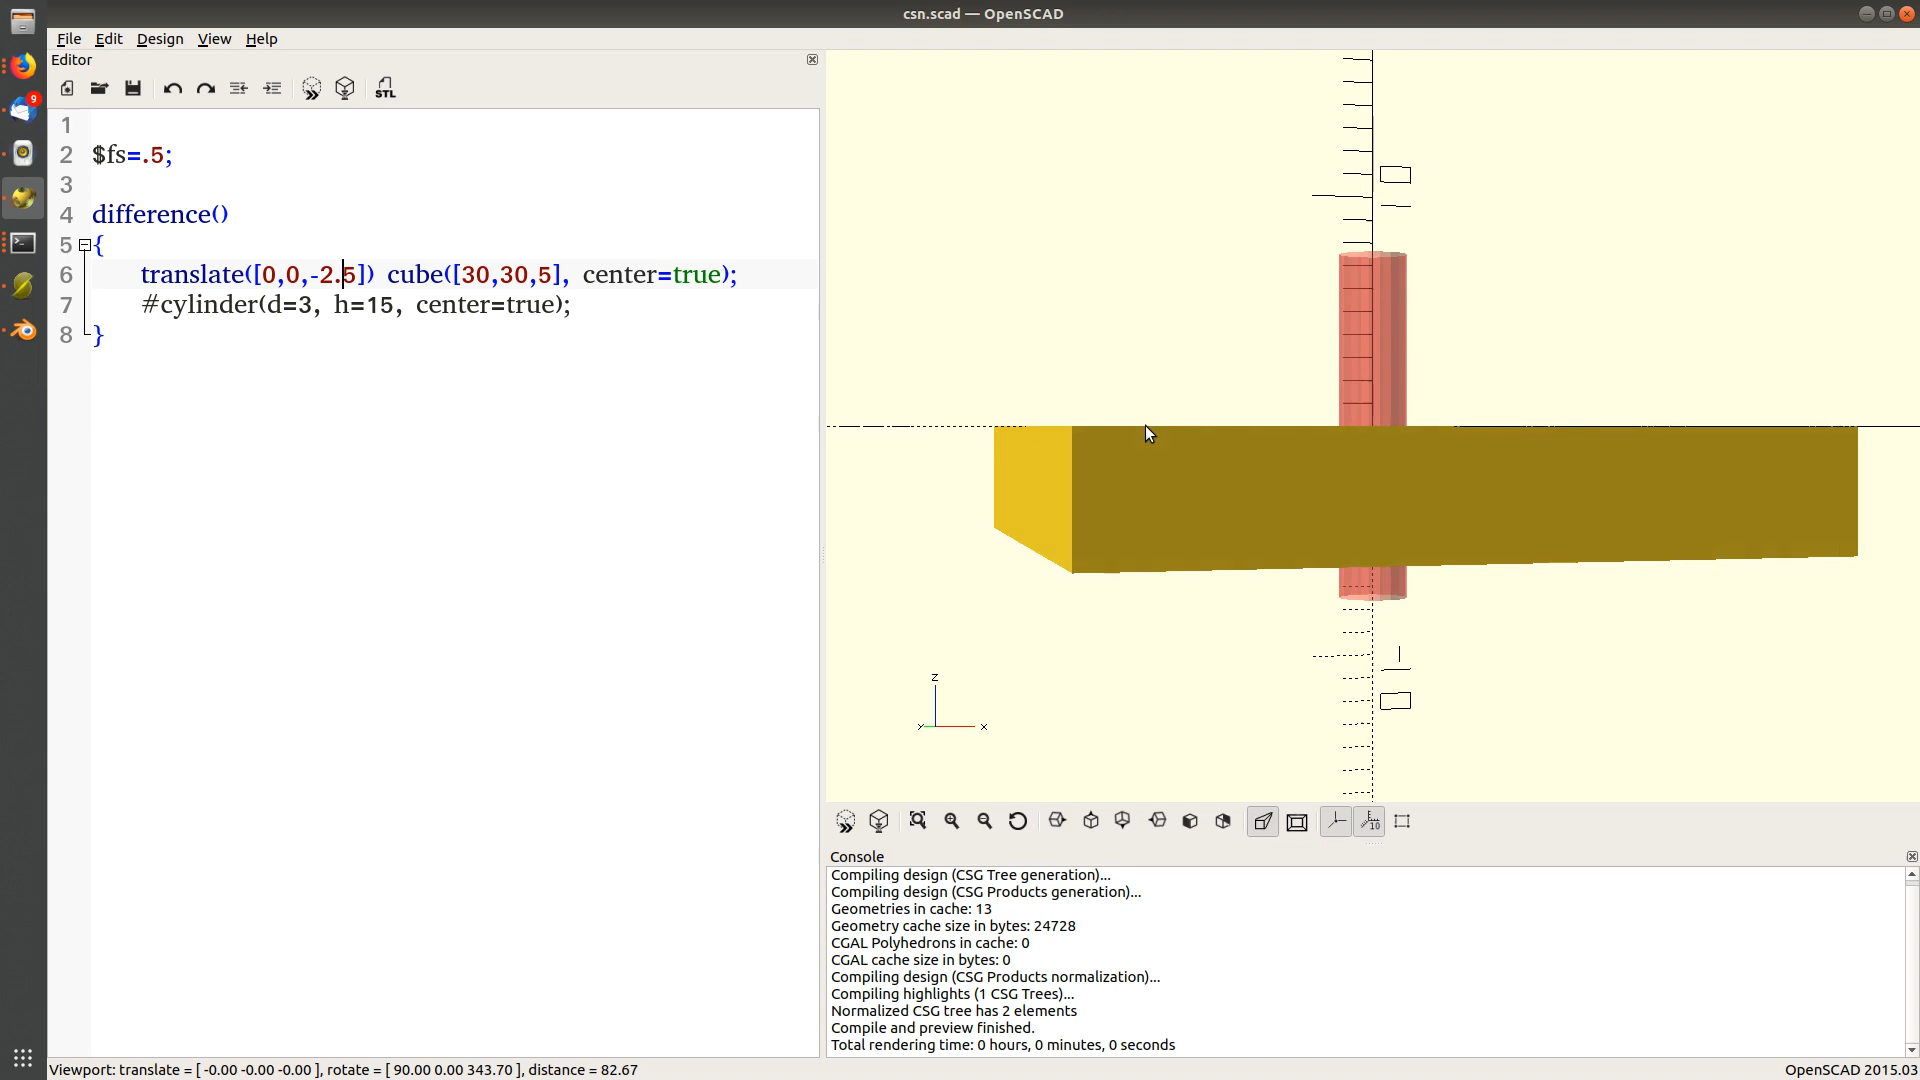 csn.scad — OpenSCAD
File Edit Design View Help
Editor
9
STL
1
2 $fs=.5;
3
4 difference()
5 {
6 translate([0,0,-2.5]) cube([30,30,5], center=true);
7 #cylinder(d=3, h=15, center=true);
8 }
z
y x
10
Console
Compiling design (CSG Tree generation)...
Compiling design (CSG Products generation)...
Geometries in cache: 13
Geometry cache size in bytes: 24728
CGAL Polyhedrons in cache: 0
CGAL cache size in bytes: 0
Compiling design (CSG Products normalization)...
Compiling highlights (1 CSG Trees)...
Normalized CSG tree has 2 elements
Compile and preview finished.
Total rendering time: 0 hours, 0 minutes, 0 seconds
Viewport: translate = [ -0.00 -0.00 -0.00 ], rotate = [ 90.00 0.00 343.70 ], distance = 82.67
OpenSCAD 2015.03